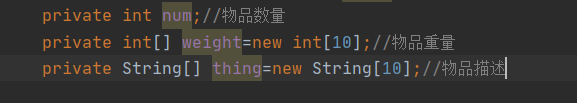 private int num;//物品数量
private int[] weight=new int[10];//物品重量
private String[] thing=new String[10];//物品描述